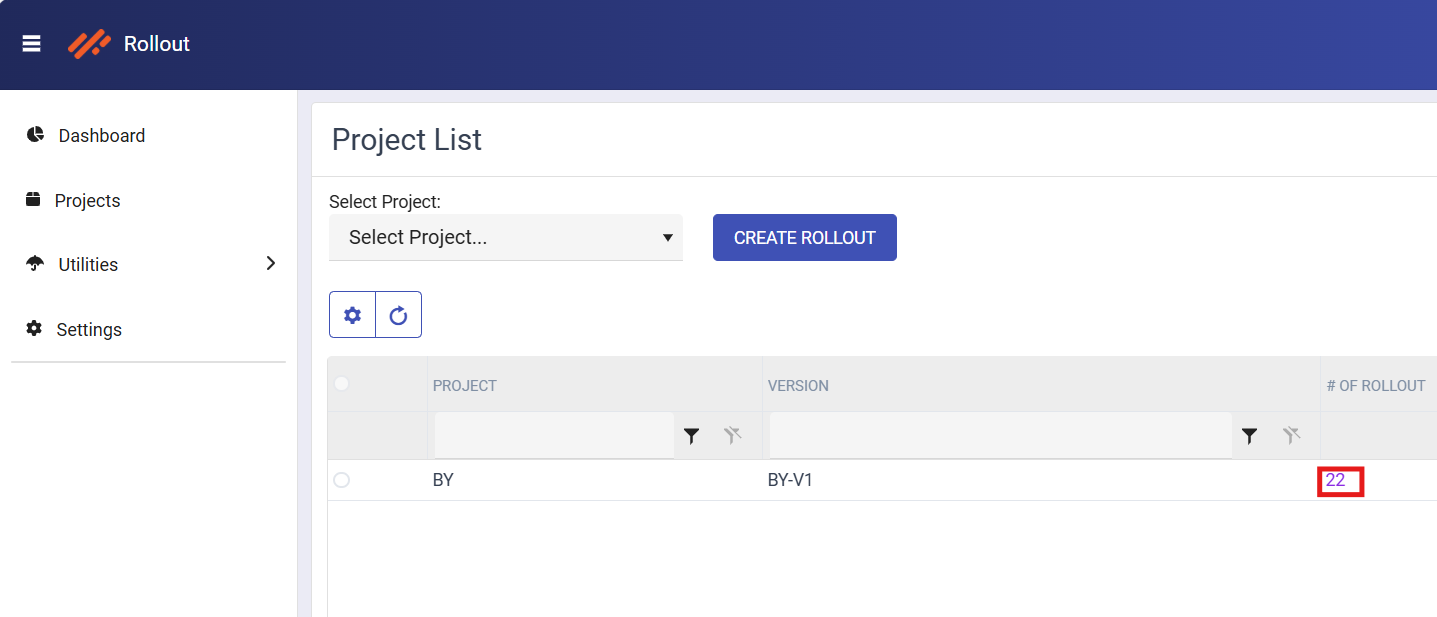 Rollout
Dashboard
Projects
Utilities
Settings
Project List
Select Project:
Select Project...
CREATE ROLLOUT
PROJECT VERSION # OF ROLLOUT
BY BY-V1 22